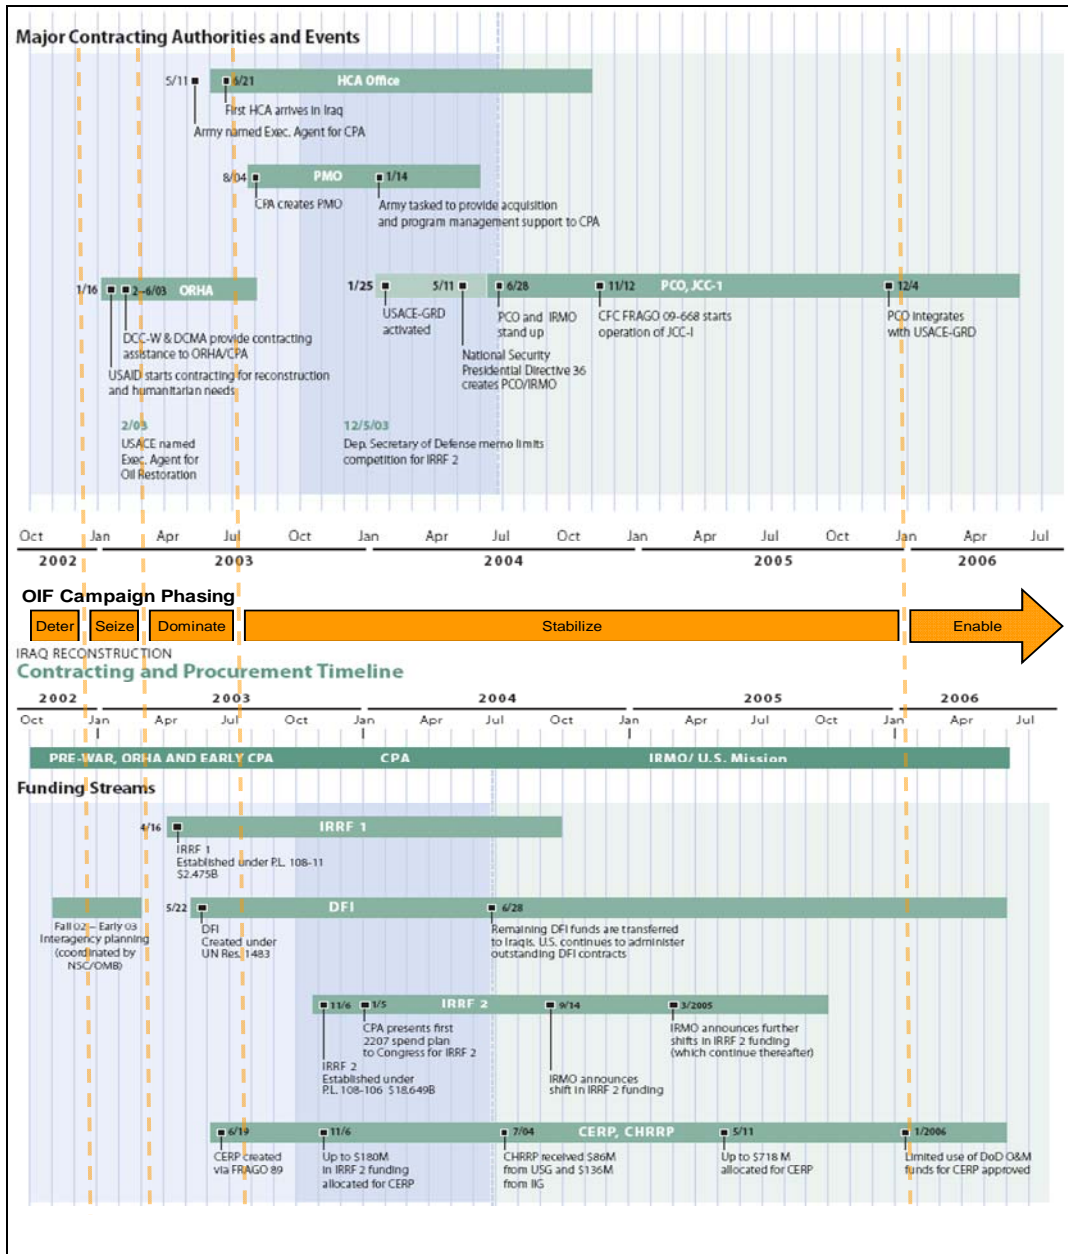 Major Contracting Authorities and Events
5/11
6/21
HCA Office
First HCA arrives in Iraq
Army named Exec. Agent for CPA
8/04
PMO
1/14
CPA creates PMO
Army tasked to provide acquisition
and program management support to CPA
1/16
2–6/03
ORHA
DCC-W & DCMA provide contracting
assistance to ORHA/CPA
USAID starts contracting for reconstruction
and humanitarian needs
1/25
5/11
6/28
11/12
PCO, JCC-1
12/4
USACE-GRD
activated
PCO and IRMO
stand up
CFC FRAGO 09-668 starts
operation of JCC-I
PCO Integrates
with USACE-GRD
National Security
Presidential Directive 36
creates PCO/IRMO
2/03
USACE named
Exec. Agent for
Oil Restoration
12/5/03
Dep. Secretary of Defense memo limits
competition for IRRF 2
Oct Jan Apr Jul Oct Jan Apr Jul Oct Jan Apr Jul Oct Jan Apr Jul
2002 2003 2004 2005 2006
OIF Campaign Phasing
Deter Seize Dominate Stabilize Enable
IRAQ RECONSTRUCTION
Contracting and Procurement Timeline
2002 2003 2004 2005 2006
Oct Jan Apr Jul Oct Jan Apr Jul Oct Jan Apr Jul Oct Jan Apr Jul
PRE-WAR, ORHA AND EARLY CPA CPA IRMO/ U.S. Mission
Funding Streams
4/16
IRRF 1
IRRF 1
Established under P.L. 108-11
$2.475B
Fall 02 – Early 03
Interagency planning
(coordinated by
NSC/OMB)
5/22
DFI
6/28
DFI
Created under
UN Res. 1483
Remaining DFI funds are transferred
to Iraqis. U.S. continues to administer
outstanding DFI contracts
11/6
1/5
IRRF 2
9/14
3/2005
CPA presents first
2207 spend plan
to Congress for IRRF 2
IRRF 2
Established under
P.L. 108-106 $18.649B
IRMO announces
shift in IRRF 2 funding
IRMO announces further
shifts in IRRF 2 funding
(which continue thereafter)
6/19
11/6
7/04
CERP, CHRRP
5/11
1/2006
CERP created
via FRAGO 89
Up to $180M
in IRRF 2 funding
allocated for CERP
CHRRP received $86M
from USG and $136M
from IIG
Up to $718 M
allocated for CERP
Limited use of DoD O&M
funds for CERP approved